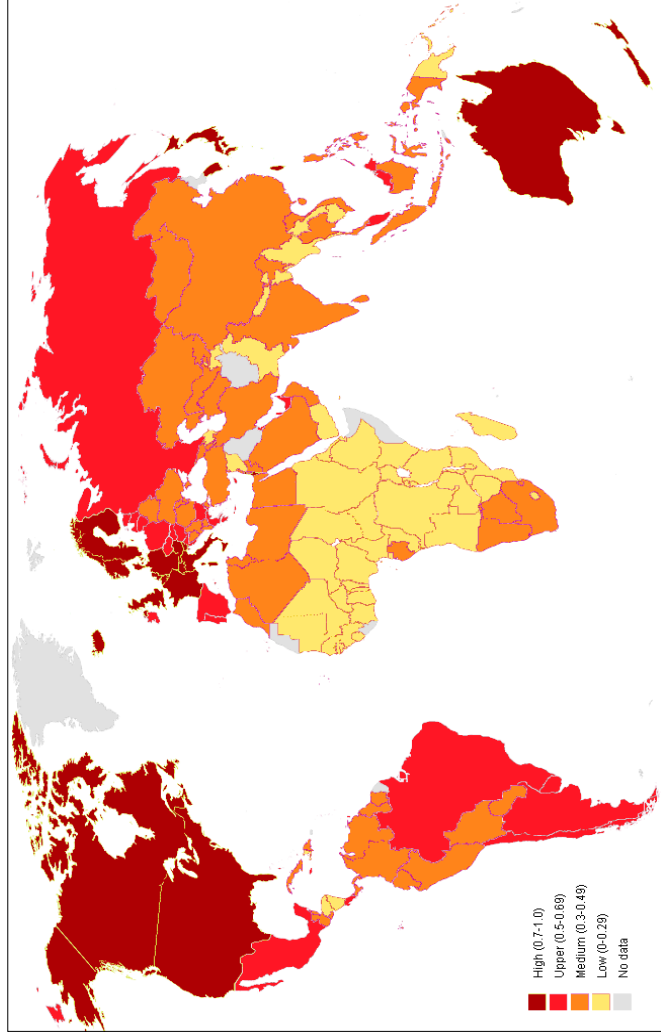 High (0.7-1.0)
Upper (0.5-0.69)
Medium (0.3-0.49)
Low (0-0.29)
No data